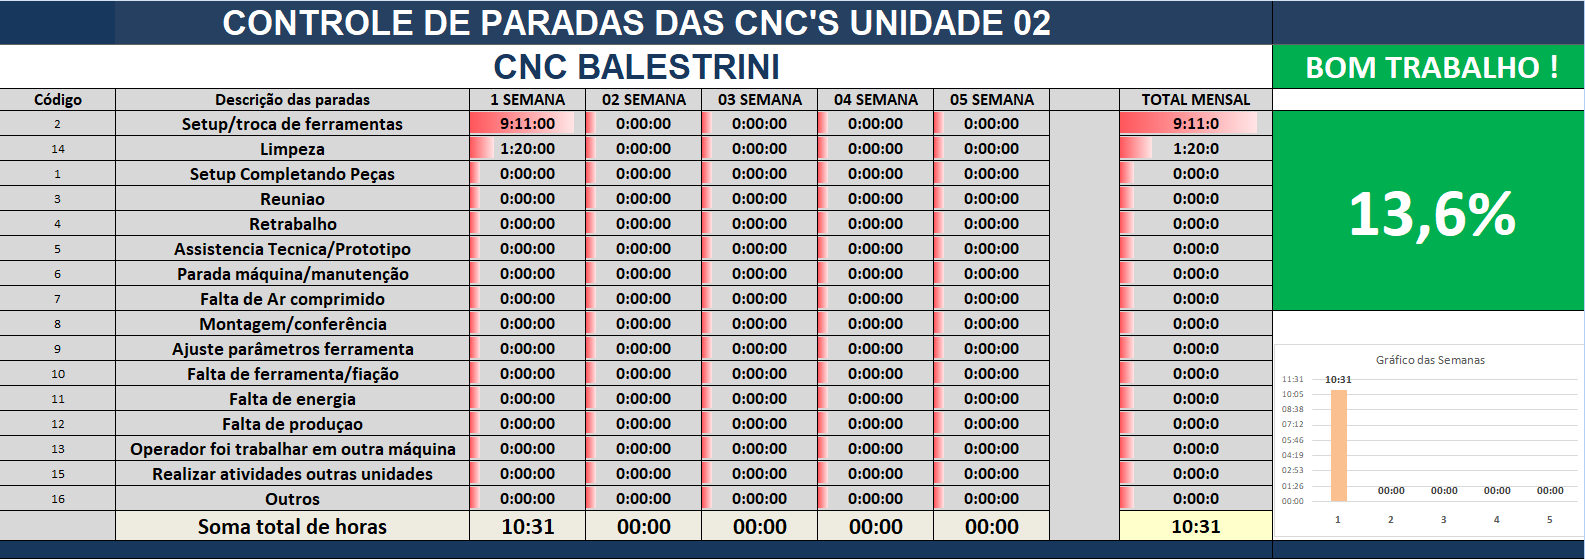 CONTROLE DE PARADAS DAS CNC'S UNIDADE 02
CNC BALESTRINI
BOM TRABALHO !
Código Descrição das paradas 1 SEMANA 02 SEMANA 03 SEMANA 04 SEMANA 05 SEMANA TOTAL MENSAL
2 Setup/troca de ferramentas 9:11:00 0:00:00 0:00:00 0:00:00 0:00:00 9:11:0
14 Limpeza 1:20:00 0:00:00 0:00:00 0:00:00 0:00:00 1:20:0
1 Setup Completando Peças 0:00:00 0:00:00 0:00:00 0:00:00 0:00:00 0:00:0
3 Reuniao 0:00:00 0:00:00 0:00:00 0:00:00 0:00:00 0:00:0
4 Retrabalho 0:00:00 0:00:00 0:00:00 0:00:00 0:00:00 0:00:0
5 Assistencia Tecnica/Prototipo 0:00:00 0:00:00 0:00:00 0:00:00 0:00:00 0:00:0
6 Parada máquina/manutenção 0:00:00 0:00:00 0:00:00 0:00:00 0:00:00 0:00:0
7 Falta de Ar comprimido 0:00:00 0:00:00 0:00:00 0:00:00 0:00:00 0:00:0
8 Montagem/conferência 0:00:00 0:00:00 0:00:00 0:00:00 0:00:00 0:00:0
9 Ajuste parâmetros ferramenta 0:00:00 0:00:00 0:00:00 0:00:00 0:00:00 0:00:0
10 Falta de ferramenta/fiação 0:00:00 0:00:00 0:00:00 0:00:00 0:00:00 0:00:0
11 Falta de energia 0:00:00 0:00:00 0:00:00 0:00:00 0:00:00 0:00:0
12 Falta de produçao 0:00:00 0:00:00 0:00:00 0:00:00 0:00:00 0:00:0
13 Operador foi trabalhar em outra máquina 0:00:00 0:00:00 0:00:00 0:00:00 0:00:00 0:00:0
15 Realizar atividades outras unidades 0:00:00 0:00:00 0:00:00 0:00:00 0:00:00 0:00:0
16 Outros 0:00:00 0:00:00 0:00:00 0:00:00 0:00:00 0:00:0
Soma total de horas 10:31 00:00 00:00 00:00 00:00 10:31
13,6%
Gráfico das Semanas
11:31
10:31
10:05
08:38
07:12
05:46
04:19
02:53
01:26
00:00 00:00 00:00 00:00
00:00
1 2 3 4 5